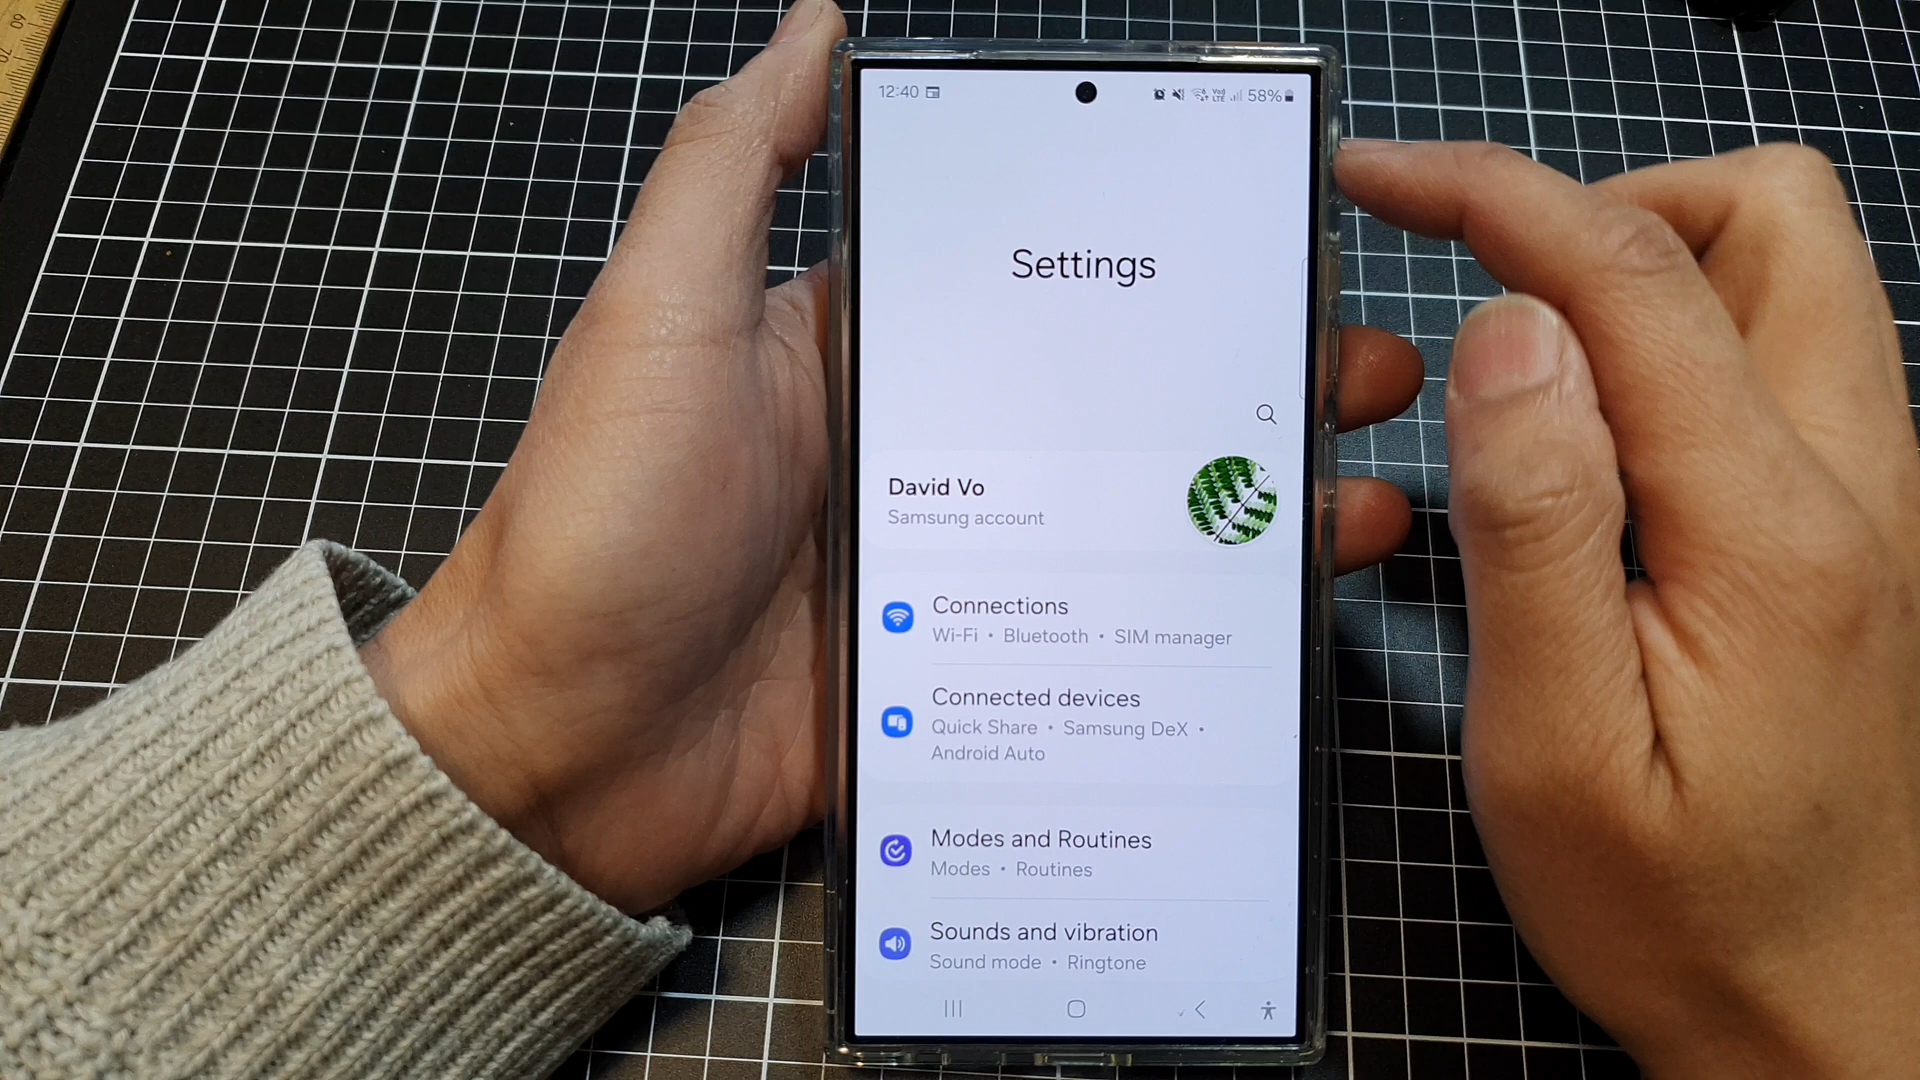 12:40
58%
Settings
David Vo
Samsung account
Connections
Wi-Fi • Bluetooth • SIM manager
Connected devices
Quick Share • Samsung DeX •
Android Auto
Modes and Routines
Modes • Routines
Sounds and vibration
Sound mode • Ringtone